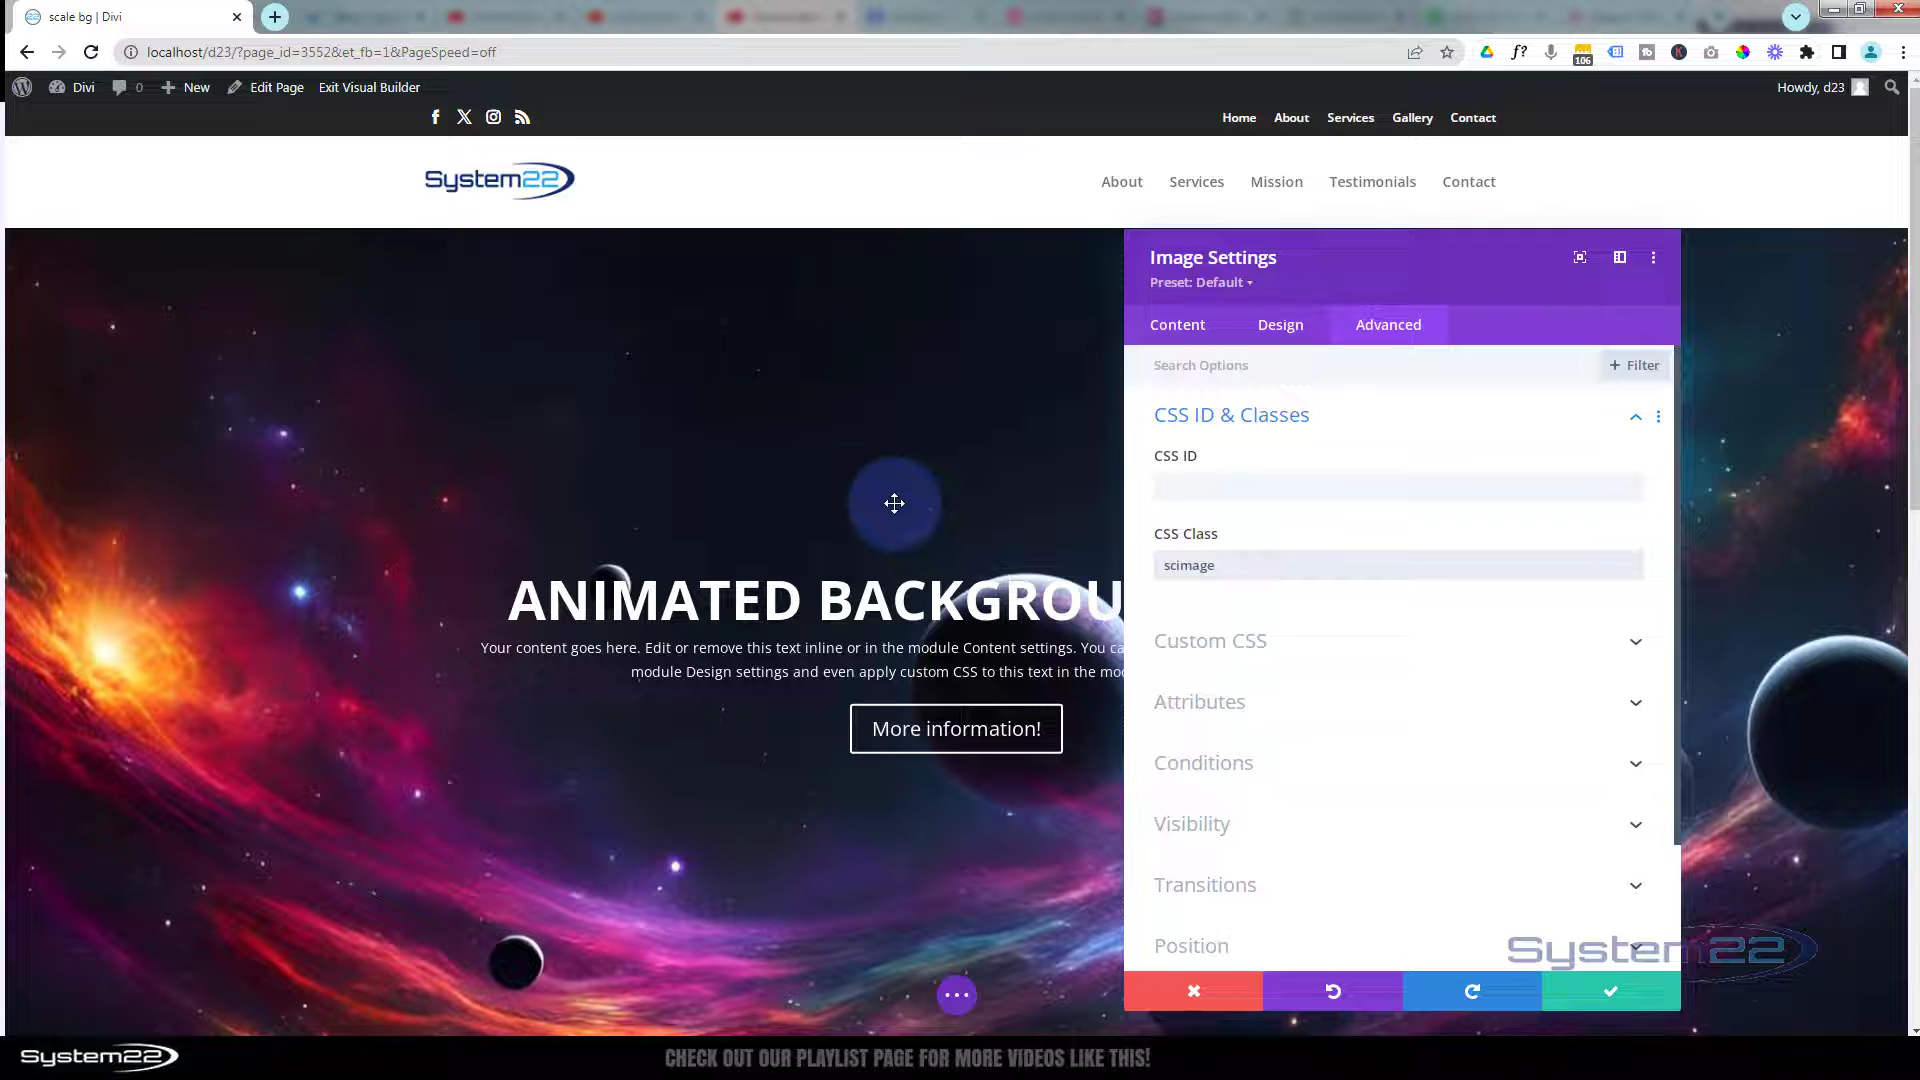 scale bg | Divi
localhost/d23/?page_id=3552&et_fb=1&PageSpeed=off
f?
106
Divi
0
New
Edit Page
Exit Visual Builder
Howdy, d23
Home
About
Services
Gallery
Contact
System22
About
Services
Mission
Testimonials
Contact
Image Settings
Preset: Default
Content
Design
Advanced
Search Options
+ Filter
CSS ID & Classes
CSS ID
CSS Class
scimage
Custom CSS
Attributes
Conditions
Visibility
Transitions
Position
ANIMATED BACKGROU
Your content goes here. Edit or remove this text inline or in the module Content settings. You ca
module Design settings and even apply custom CSS to this text in the mo
More information!
System22
System22
CHECK OUT OUR PLAYLIST PAGE FOR MORE VIDEOS LIKE THIS!